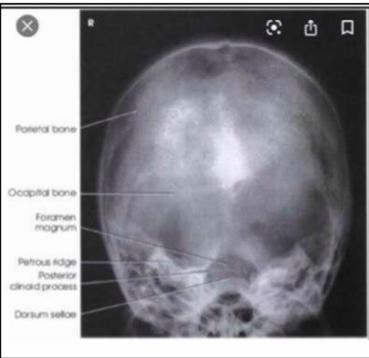 R
Parietal bone
Occipital bone
Foramen
magnum
Petrous ridge
Posterior
clinoid process
Dorsum sellae